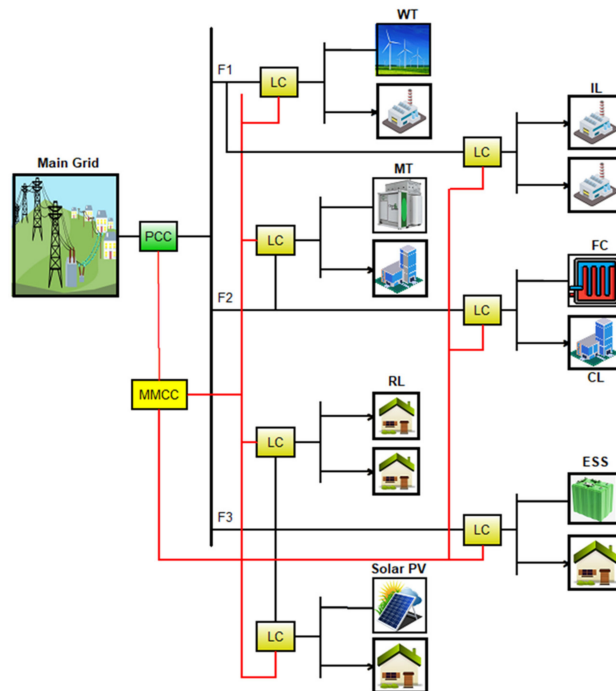 WT
F1
LC
IL
LC
Main Grid
MT
PCC
LC
FC
F2
LC
RL
CL
MMCC
LC
ESS
F3
LC
Solar PV
LC